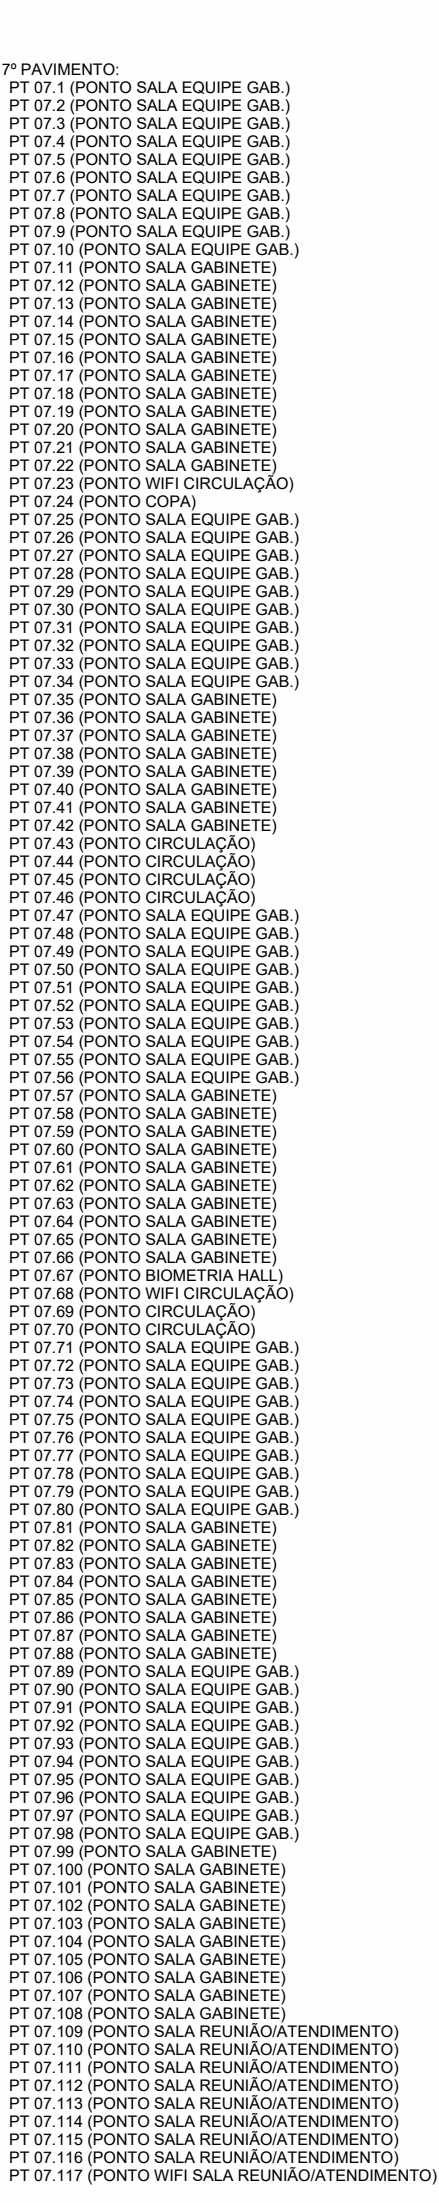 7º PAVIMENTO:
PT 07.1 (PONTO SALA EQUIPE GAB.)
PT 07.2 (PONTO SALA EQUIPE GAB.)
PT 07.3 (PONTO SALA EQUIPE GAB.)
PT 07.4 (PONTO SALA EQUIPE GAB.)
PT 07.5 (PONTO SALA EQUIPE GAB.)
PT 07.6 (PONTO SALA EQUIPE GAB.)
PT 07.7 (PONTO SALA EQUIPE GAB.)
PT 07.8 (PONTO SALA EQUIPE GAB.)
PT 07.9 (PONTO SALA EQUIPE GAB.)
PT 07.10 (PONTO SALA EQUIPE GAB.)
PT 07.11 (PONTO SALA GABINETE)
PT 07.12 (PONTO SALA GABINETE)
PT 07.13 (PONTO SALA GABINETE)
PT 07.14 (PONTO SALA GABINETE)
PT 07.15 (PONTO SALA GABINETE)
PT 07.16 (PONTO SALA GABINETE)
PT 07.17 (PONTO SALA GABINETE)
PT 07.18 (PONTO SALA GABINETE)
PT 07.19 (PONTO SALA GABINETE)
PT 07.20 (PONTO SALA GABINETE)
PT 07.21 (PONTO SALA GABINETE)
PT 07.22 (PONTO SALA GABINETE)
PT 07.23 (PONTO WIFI CIRCULAÇÃO)
PT 07.24 (PONTO COPA)
PT 07.25 (PONTO SALA EQUIPE GAB.)
PT 07.26 (PONTO SALA EQUIPE GAB.)
PT 07.27 (PONTO SALA EQUIPE GAB.)
PT 07.28 (PONTO SALA EQUIPE GAB.)
PT 07.29 (PONTO SALA EQUIPE GAB.)
PT 07.30 (PONTO SALA EQUIPE GAB.)
PT 07.31 (PONTO SALA EQUIPE GAB.)
PT 07.32 (PONTO SALA EQUIPE GAB.)
PT 07.33 (PONTO SALA EQUIPE GAB.)
PT 07.34 (PONTO SALA EQUIPE GAB.)
PT 07.35 (PONTO SALA GABINETE)
PT 07.36 (PONTO SALA GABINETE)
PT 07.37 (PONTO SALA GABINETE)
PT 07.38 (PONTO SALA GABINETE)
PT 07.39 (PONTO SALA GABINETE)
PT 07.40 (PONTO SALA GABINETE)
PT 07.41 (PONTO SALA GABINETE)
PT 07.42 (PONTO SALA GABINETE)
PT 07.43 (PONTO CIRCULAÇÃO)
PT 07.44 (PONTO CIRCULAÇÃO)
PT 07.45 (PONTO CIRCULAÇÃO)
PT 07.46 (PONTO CIRCULAÇÃO)
PT 07.47 (PONTO SALA EQUIPE GAB.)
PT 07.48 (PONTO SALA EQUIPE GAB.)
PT 07.49 (PONTO SALA EQUIPE GAB.)
PT 07.50 (PONTO SALA EQUIPE GAB.)
PT 07.51 (PONTO SALA EQUIPE GAB.)
PT 07.52 (PONTO SALA EQUIPE GAB.)
PT 07.53 (PONTO SALA EQUIPE GAB.)
PT 07.54 (PONTO SALA EQUIPE GAB.)
PT 07.55 (PONTO SALA EQUIPE GAB.)
PT 07.56 (PONTO SALA EQUIPE GAB.)
PT 07.57 (PONTO SALA GABINETE)
PT 07.58 (PONTO SALA GABINETE)
PT 07.59 (PONTO SALA GABINETE)
PT 07.60 (PONTO SALA GABINETE)
PT 07.61 (PONTO SALA GABINETE)
PT 07.62 (PONTO SALA GABINETE)
PT 07.63 (PONTO SALA GABINETE)
PT 07.64 (PONTO SALA GABINETE)
PT 07.65 (PONTO SALA GABINETE)
PT 07.66 (PONTO SALA GABINETE)
PT 07.67 (PONTO BIOMETRIA HALL)
PT 07.68 (PONTO WIFI CIRCULAÇÃO)
PT 07.69 (PONTO CIRCULAÇÃO)
PT 07.70 (PONTO CIRCULAÇÃO)
PT 07.71 (PONTO SALA EQUIPE GAB.)
PT 07.72 (PONTO SALA EQUIPE GAB.)
PT 07.73 (PONTO SALA EQUIPE GAB.)
PT 07.74 (PONTO SALA EQUIPE GAB.)
PT 07.75 (PONTO SALA EQUIPE GAB.)
PT 07.76 (PONTO SALA EQUIPE GAB.)
PT 07.77 (PONTO SALA EQUIPE GAB.)
PT 07.78 (PONTO SALA EQUIPE GAB.)
PT 07.79 (PONTO SALA EQUIPE GAB.)
PT 07.80 (PONTO SALA EQUIPE GAB.)
PT 07.81 (PONTO SALA GABINETE)
PT 07.82 (PONTO SALA GABINETE)
PT 07.83 (PONTO SALA GABINETE)
PT 07.84 (PONTO SALA GABINETE)
PT 07.85 (PONTO SALA GABINETE)
PT 07.86 (PONTO SALA GABINETE)
PT 07.87 (PONTO SALA GABINETE)
PT 07.88 (PONTO SALA GABINETE)
PT 07.89 (PONTO SALA EQUIPE GAB.)
PT 07.90 (PONTO SALA EQUIPE GAB.)
PT 07.91 (PONTO SALA EQUIPE GAB.)
PT 07.92 (PONTO SALA EQUIPE GAB.)
PT 07.93 (PONTO SALA EQUIPE GAB.)
PT 07.94 (PONTO SALA EQUIPE GAB.)
PT 07.95 (PONTO SALA EQUIPE GAB.)
PT 07.96 (PONTO SALA EQUIPE GAB.)
PT 07.97 (PONTO SALA EQUIPE GAB.)
PT 07.98 (PONTO SALA EQUIPE GAB.)
PT 07.99 (PONTO SALA GABINETE)
PT 07.100 (PONTO SALA GABINETE)
PT 07.101 (PONTO SALA GABINETE)
PT 07.102 (PONTO SALA GABINETE)
PT 07.103 (PONTO SALA GABINETE)
PT 07.104 (PONTO SALA GABINETE)
PT 07.105 (PONTO SALA GABINETE)
PT 07.106 (PONTO SALA GABINETE)
PT 07.107 (PONTO SALA GABINETE)
PT 07.108 (PONTO SALA GABINETE)
PT 07.109 (PONTO SALA REUNIÃO/ATENDIMENTO)
PT 07.110 (PONTO SALA REUNIÃO/ATENDIMENTO)
PT 07.111 (PONTO SALA REUNIÃO/ATENDIMENTO)
PT 07.112 (PONTO SALA REUNIÃO/ATENDIMENTO)
PT 07.113 (PONTO SALA REUNIÃO/ATENDIMENTO)
PT 07.114 (PONTO SALA REUNIÃO/ATENDIMENTO)
PT 07.115 (PONTO SALA REUNIÃO/ATENDIMENTO)
PT 07.116 (PONTO SALA REUNIÃO/ATENDIMENTO)
PT 07.117 (PONTO WIFI SALA REUNIÃO/ATENDIMENTO)